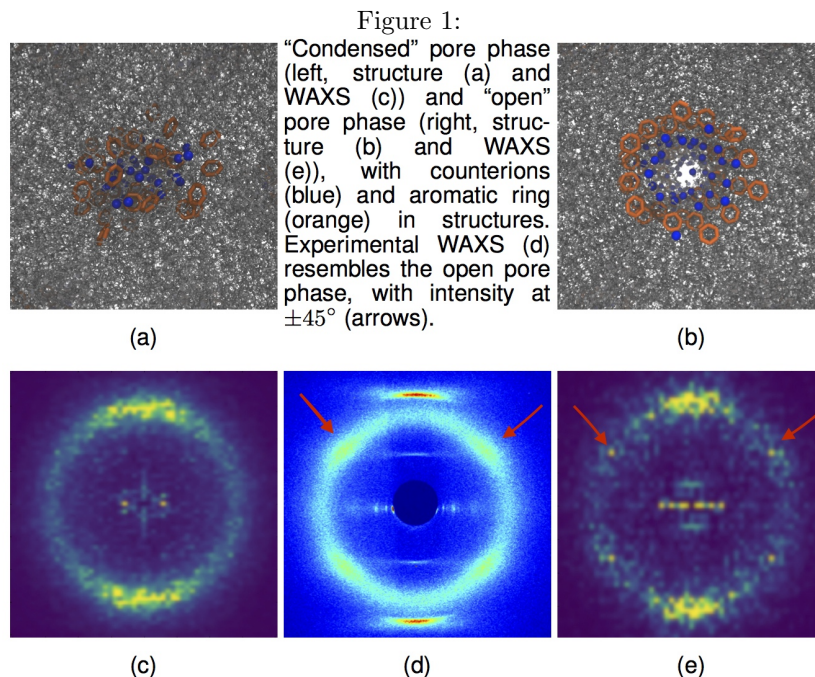 Figure 1:
“Condensed” pore phase
(left, structure (a) and
WAXS (c)) and “open”
pore phase (right, struc-
ture (b) and WAXS
(e)), with counterions
(blue) and aromatic ring
(orange) in structures.
Experimental WAXS (d)
resembles the open pore
phase, with intensity at
±45° (arrows).
(a)
(b)
(c)
(d)
(e)